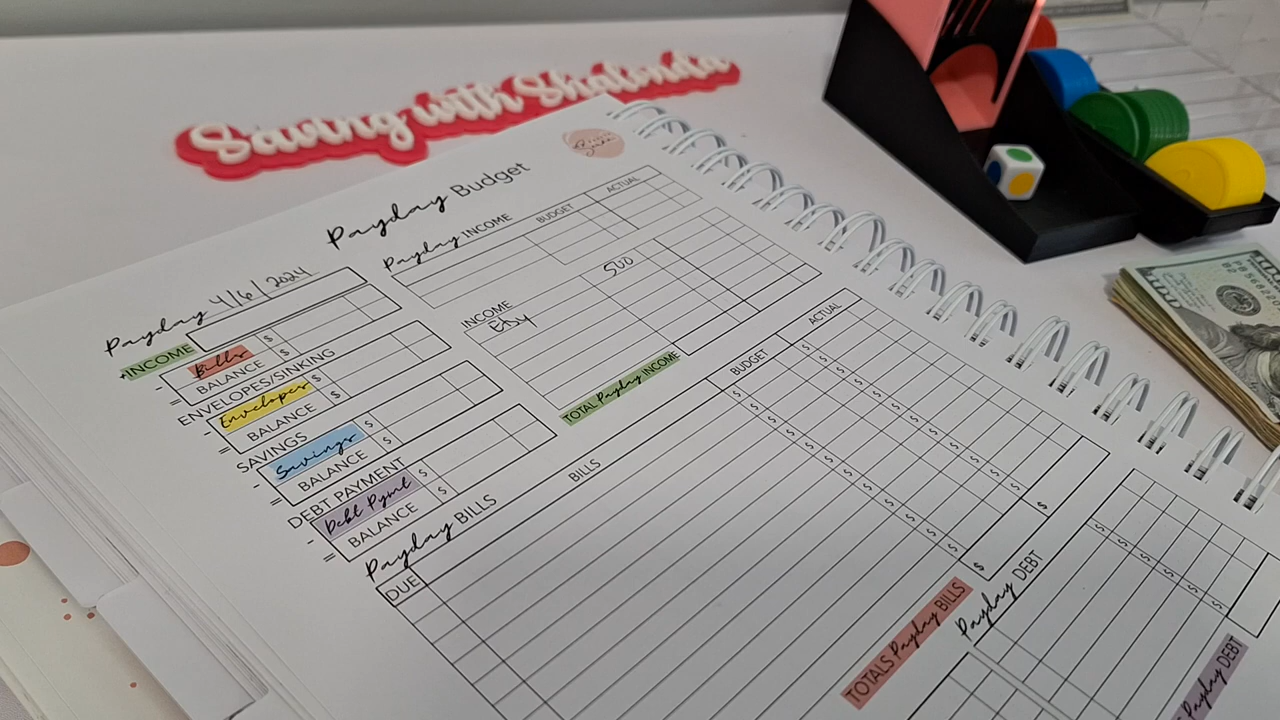 Saving with Shalinda
Payday Budget
Payday 4/6/2024
+ INCOME
- Bills $
= BALANCE $
ENVELOPES/SINKING
- Envelopes $
= BALANCE $
SAVINGS
- Savings $
= BALANCE $
DEBT PAYMENT
- Debt Pymt $
= BALANCE $
Payday INCOME BUDGET ACTUAL
INCOME
500
TOTAL Payday INCOME
Payday BILLS
DUE BILLS BUDGET ACTUAL
$ $ $ $ $ $ $ $ $ $
$ $ $ $ $ $ $ $ $ $
TOTALS Payday BILLS $ $
Payday DEBT
$ $ $ $ $ $
Payday DEBT